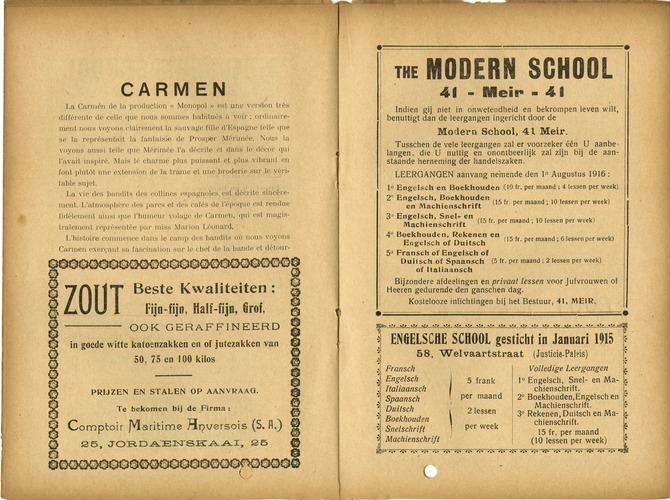 CARMEN
La Carmén de la production « Monopol » est une version très
différente de celle que nous sommes habitués à voir ; ordinaire-
ment nous voyons clairement la sauvage fille d'Espagne telle que
se la représentait la fantaisie de Prosper Mérimée. Nous la
voyons aussi telle que Mérimée l'a décrite et dans le décor qui
l'avait inspiré. Mais le charme plus puissant et plus vibrant en
font plutôt une extension de la trame et une broderie sur le véri-
table sujet.
La vie des bandits des collines espagnoles est décrite sincère-
ment. L'atmosphère des parcs et des cafés de l'époque est rendue
fidèlement ainsi que l'humeur volage de Carmen, qui est magis-
tralement représentée par miss Marion Léonard.
L'histoire commence dans le camp des bandits où nous voyons
Carmen exerçant sa fascination sur le chef de la bande et détour-
ZOUT
Beste Kwaliteiten :
Fijn-fijn, Half-fijn, Grof.
OOK GERAFFINEERD
in goede witte katoenzakken en of jutezakken van
50, 75 en 100 kilos
PRIJZEN EN STALEN OP AANVRAAG.
Te bekomen bij de Firma :
Comptoir Maritime Anversois (S. A.)
25, JORDAENSKAAI, 25
THE MODERN SCHOOL
41 - Meir - 41
Indien gij niet in onwetendheid en bekrompen leven wilt,
benuttigt dan de leergangen ingericht door de
Modern School, 41 Meir.
Tusschen de vele leergangen zal er voorzeker één U aanbe-
langen, die U nuttig en onontbeerlijk zal zijn bij de aan-
staande herneming der handelszaken.
LEERGANGEN aanvang nemende den 1e Augustus 1916 :
1e Engelsch en Boekhouden (10 fr. per maand ; 4 lessen per week)
2e Engelsch, Boekhouden
en Machienschrift (15 fr. per maand ; 10 lessen per week)
3e Engelsch, Snel- en
Machienschrift (15 fr. per maand ; 10 lessen per week)
4e Boekhouden, Rekenen en
Engelsch of Duitsch (15 fr. per maand ; 6 lessen per week)
5e Fransch of Engelsch of
Duitsch of Spaansch (5 fr. per maand ; 2 lessen per week)
of Italiaansch
Bijzondere afdeelingen en privaat lessen voor Jufvrouwen of
Heeren gedurende den ganschen dag.
Kostelooze inlichtingen bij het Bestuur, 41, MEIR.
ENGELSCHE SCHOOL gesticht in Januari 1915
58, Welvaartstraat (Justicie-Paleis)
Fransch
Engelsch
Italiaansch
Spaansch
Duitsch
Boekhouden
Snelschrift
Machienschrift
5 frank
per maand
2 lessen
per week
Volledige Leergangen
1e Engelsch, Snel- en Ma-
chienschrift.
2e Boekhouden, Engelsch en
Machienschrift.
3e Rekenen, Duitsch en Ma-
chienschrift.
15 fr. per maand
(10 lessen per week)